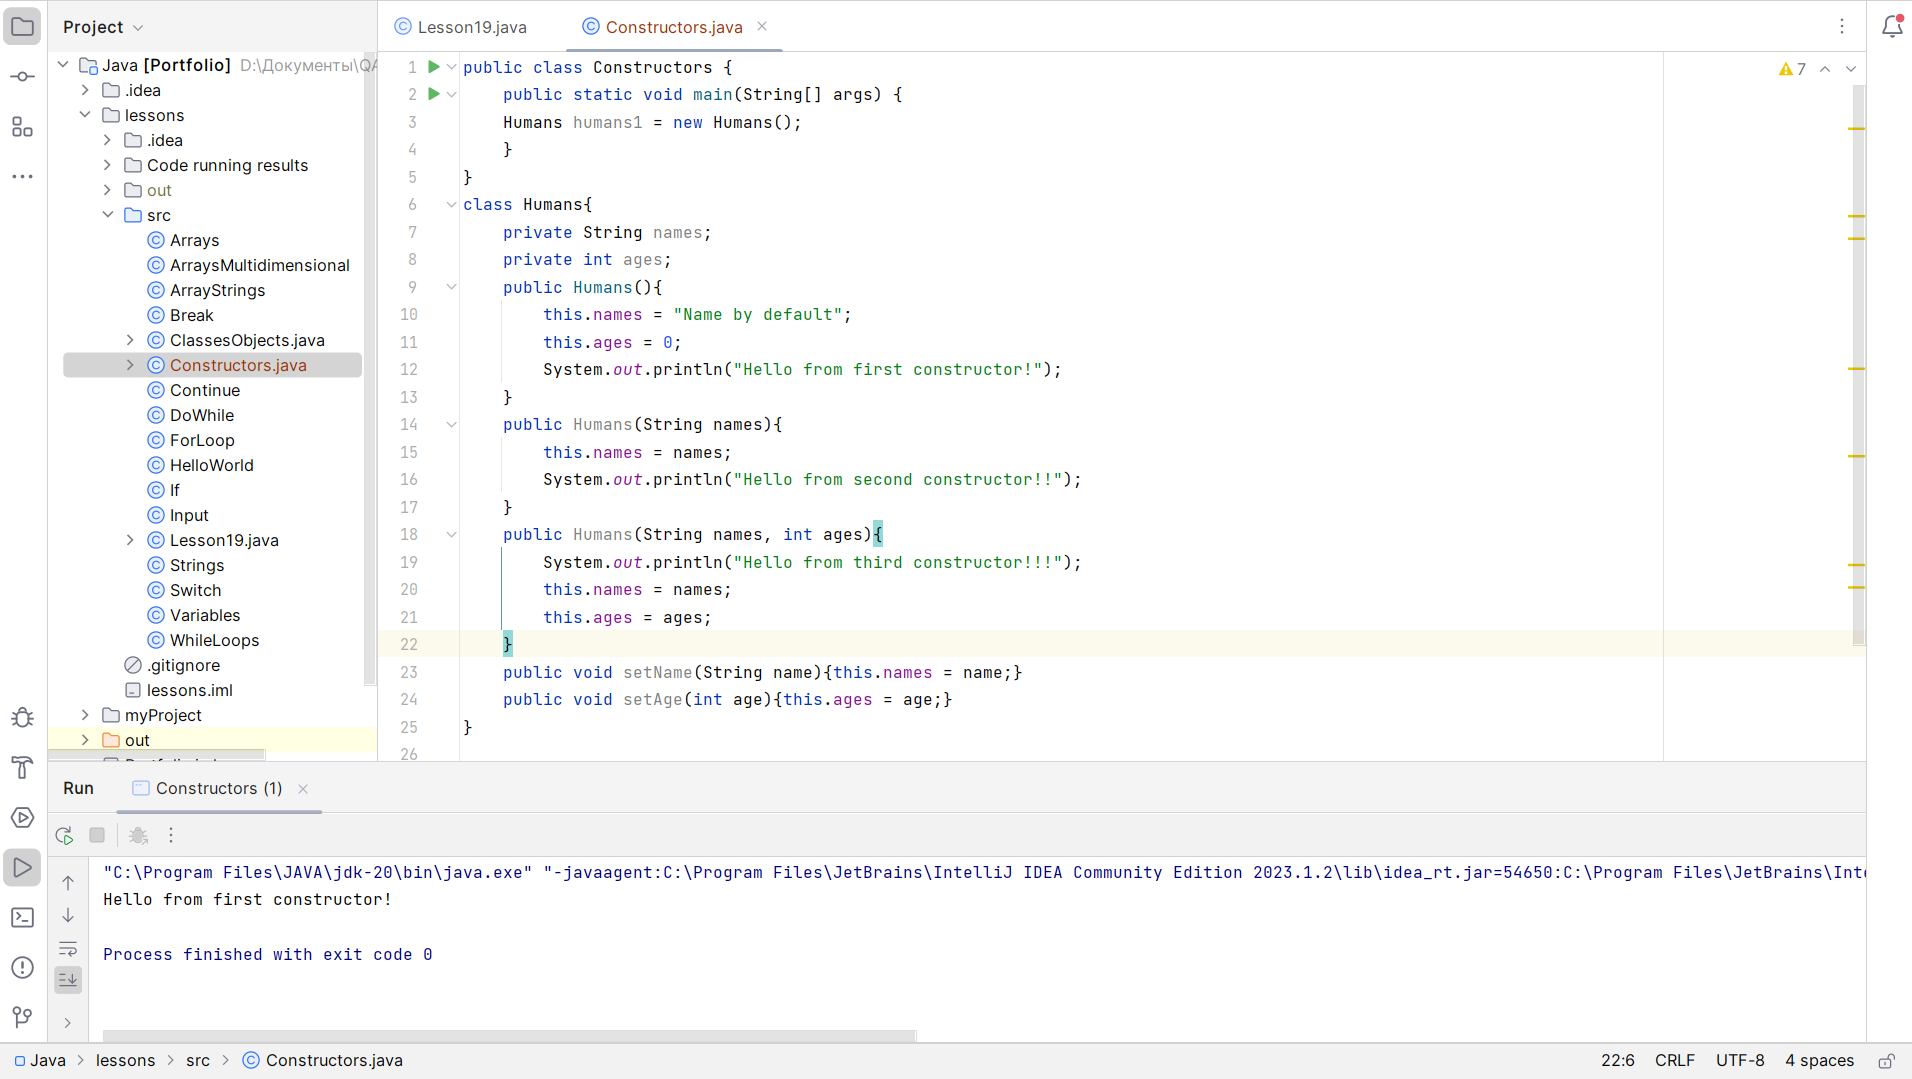 Project
Lesson19.java
Constructors.java
Java [Portfolio] D:\Документы\QA
.idea
lessons
.idea
Code running results
out
src
Arrays
ArraysMultidimensional
ArrayStrings
Break
ClassesObjects.java
Constructors.java
Continue
DoWhile
ForLoop
HelloWorld
If
Input
Lesson19.java
Strings
Switch
Variables
WhileLoops
.gitignore
lessons.iml
myProject
out
7
1 public class Constructors {
2 public static void main(String[] args) {
3 Humans humans1 = new Humans();
4 }
5 }
6 class Humans{
7 private String names;
8 private int ages;
9 public Humans(){
10 this.names = "Name by default";
11 this.ages = 0;
12 System.out.println("Hello from first constructor!");
13 }
14 public Humans(String names){
15 this.names = names;
16 System.out.println("Hello from second constructor!!");
17 }
18 public Humans(String names, int ages){
19 System.out.println("Hello from third constructor!!!");
20 this.names = names;
21 this.ages = ages;
22 }
23 public void setName(String name){this.names = name;}
24 public void setAge(int age){this.ages = age;}
25 }
26
Run
Constructors (1)
"C:\Program Files\JAVA\jdk-20\bin\java.exe" "-javaagent:C:\Program Files\JetBrains\IntelliJ IDEA Community Edition 2023.1.2\lib\idea_rt.jar=54650:C:\Program Files\JetBrains\Inte
Hello from first constructor!
Process finished with exit code 0
Java > lessons > src > Constructors.java
22:6 CRLF UTF-8 4 spaces